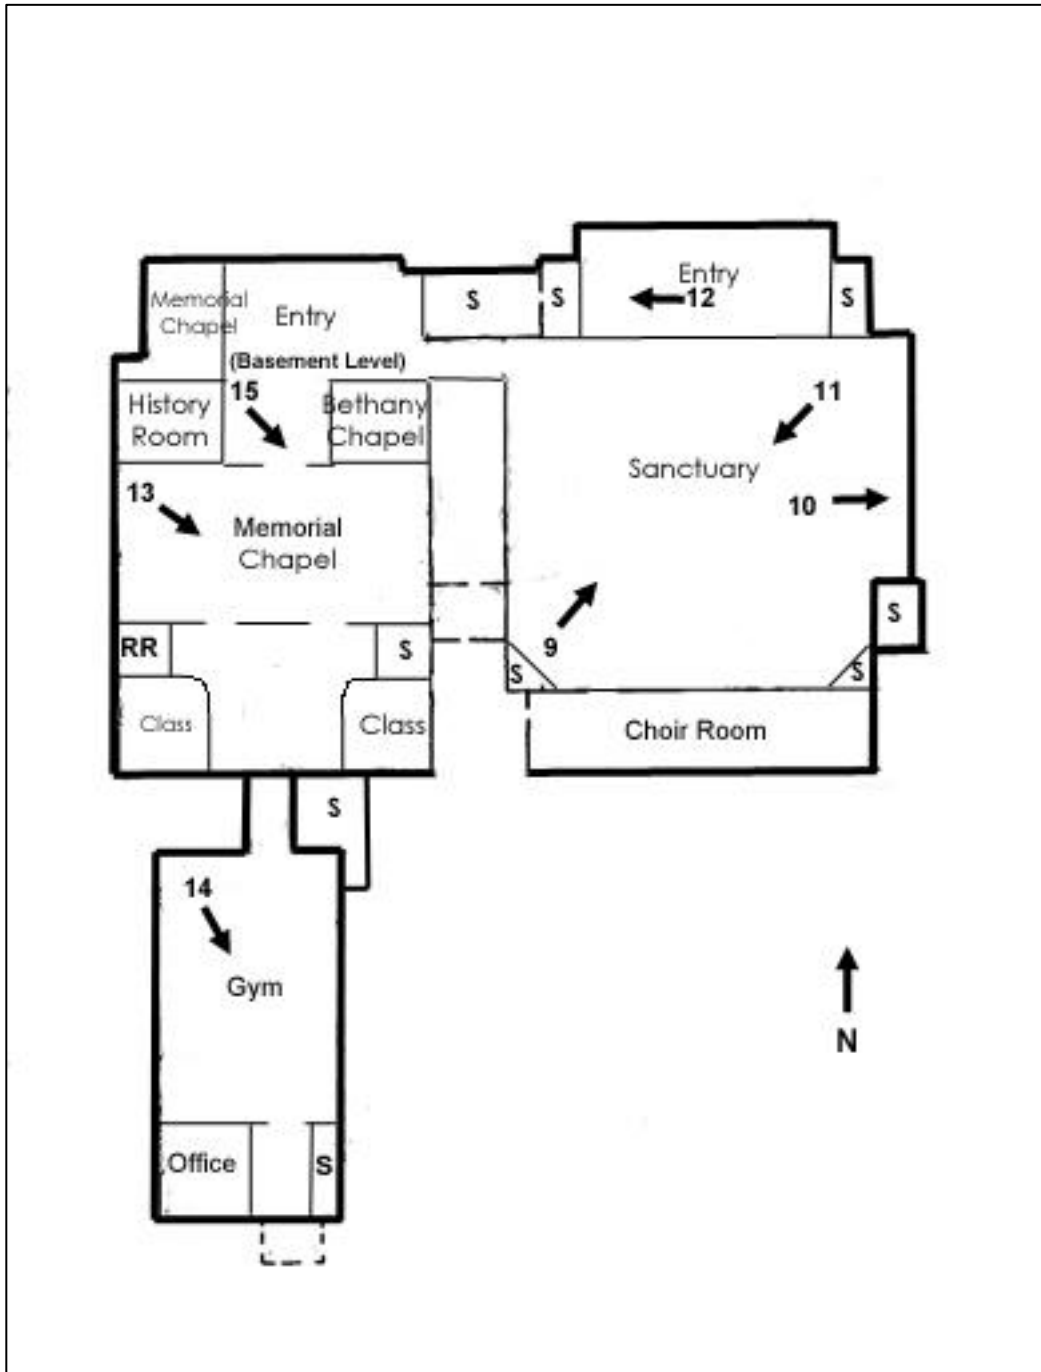 Entry
S
S
12
S
Memorial
Chapel
Entry
(Basement Level)
15
History
Room
Bethany
Chapel
11
Sanctuary
10
13
Memorial
Chapel
9
S
RR
S
S
S
Class
Class
Choir Room
S
14
Gym
N
Office
S